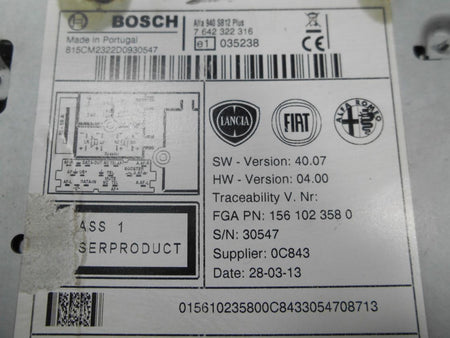 BOSCH
Alfa 940 SB12 Plus
7 642 322 316
Made in Portugal
e1 035238
815CM2322D0930547
CE
LANCIA
FIAT
ALFA ROMEO
SW - Version: 40.07
HW - Version: 04.00
Traceability V. Nr:
FGA PN: 156 102 358 0
S/N: 30547
Supplier: 0C843
Date: 28-03-13
ASS 1
SERPRODUCT
015610235800C8433054708713